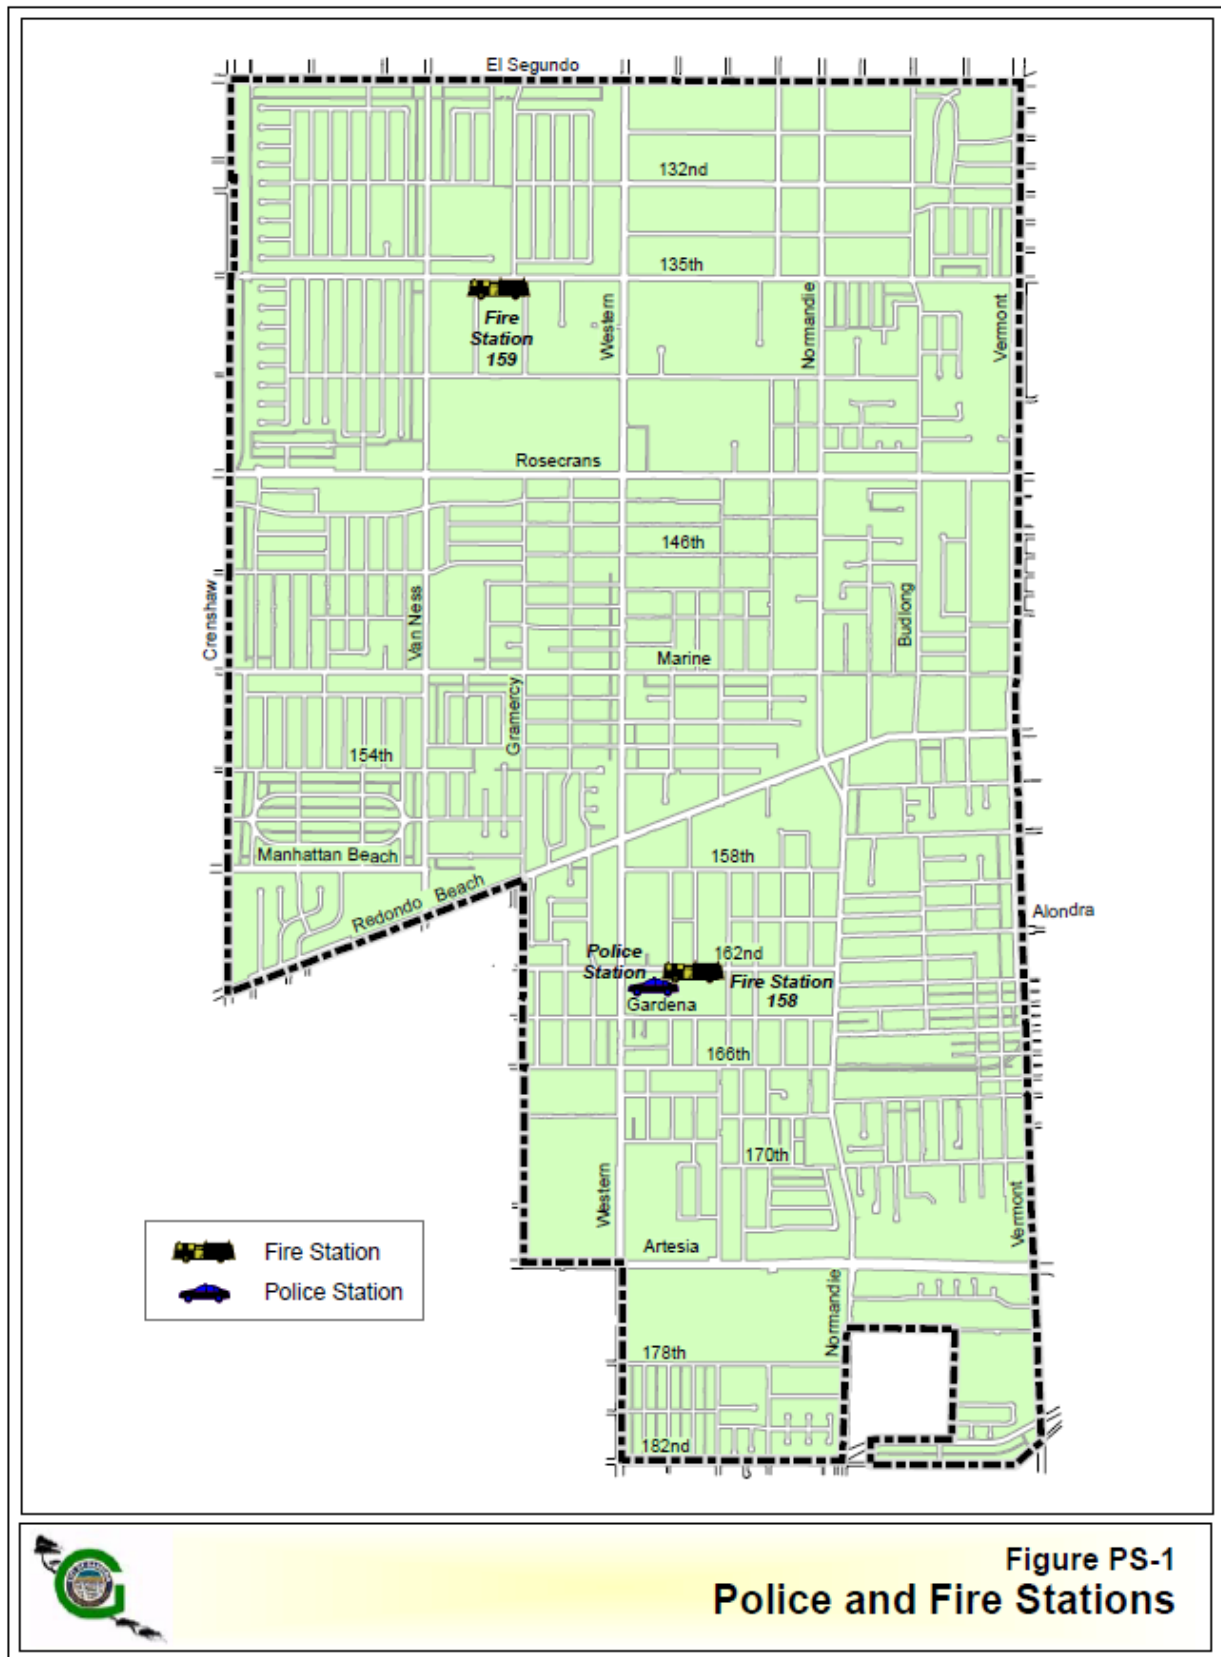 El Segundo
132nd
135th
Fire
Station
159
Western
Normandie
Vermont
Rosecrans
146th
Crenshaw
Van Ness
Budlong
Marine
Gramercy
154th
Manhattan Beach
158th
Redondo Beach
Alondra
Police
Station
162nd
Fire Station
158
Gardena
166th
170th
Western
Vermont
Artesia
Normandie
178th
182nd
Fire Station
Police Station
G
Figure PS-1
Police and Fire Stations